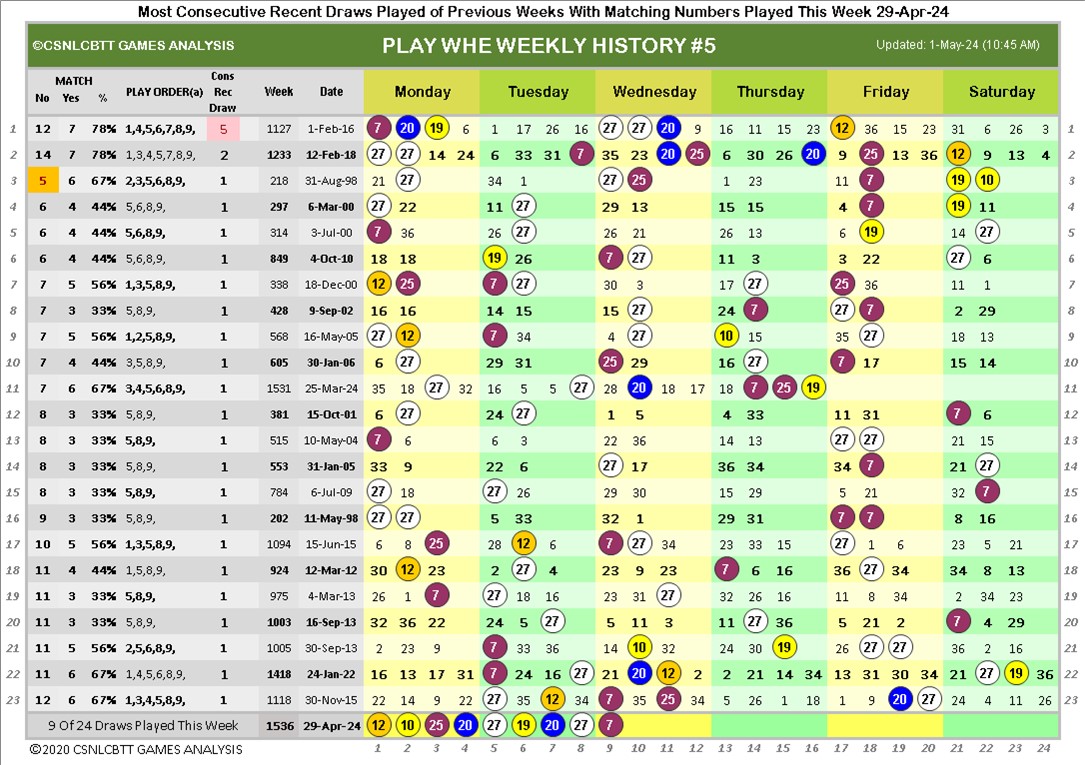 Most Consecutive Recent Draws Played of Previous Weeks With Matching Numbers Played This Week 29-Apr-24
©CSNLCBTT GAMES ANALYSIS PLAY WHE WEEKLY HISTORY #5 Updated: 1-May-24 (10:45 AM)
No MATCH Yes % PLAY ORDER(a) Cons Rec Draw Week Date Monday Tuesday Wednesday Thursday Friday Saturday
1 12 7 78% 1,4,5,6,7,8,9, 5 1127 1-Feb-16 7 20 19 6 1 17 26 16 27 27 20 9 16 11 15 23 12 36 15 23 31 6 26 3 1
2 14 7 78% 1,3,4,5,7,8,9, 2 1233 12-Feb-18 27 27 14 24 6 33 31 7 35 23 20 25 6 30 26 20 9 25 13 36 12 9 13 4 2
3 5 6 67% 2,3,5,6,8,9, 1 218 31-Aug-98 21 27 34 1 27 25 1 23 11 7 19 10 3
4 6 4 44% 5,6,8,9, 1 297 6-Mar-00 27 22 11 27 29 13 15 15 4 7 19 11 4
5 6 4 44% 5,6,8,9, 1 314 3-Jul-00 7 36 26 27 26 21 26 13 6 19 14 27 5
6 6 4 44% 5,6,8,9, 1 849 4-Oct-10 18 18 19 26 7 27 11 3 3 22 27 6 6
7 7 5 56% 1,3,5,8,9, 1 338 18-Dec-00 12 25 7 27 30 3 17 27 25 36 11 1 7
8 7 3 33% 5,8,9, 1 428 9-Sep-02 16 16 14 15 15 27 24 7 27 7 2 29 8
9 7 5 56% 1,2,5,8,9, 1 568 16-May-05 27 12 7 34 4 27 10 15 35 27 18 13 9
10 7 4 44% 3,5,8,9, 1 605 30-Jan-06 6 27 29 31 25 29 16 27 7 17 15 14 10
11 7 6 67% 3,4,5,6,8,9, 1 1531 25-Mar-24 35 18 27 32 16 5 5 27 28 20 18 17 18 7 25 19 11
12 8 3 33% 5,8,9, 1 381 15-Oct-01 6 27 24 27 1 5 4 33 11 31 7 6 12
13 8 3 33% 5,8,9, 1 515 10-May-04 7 6 6 3 22 36 14 13 27 27 21 15 13
14 8 3 33% 5,8,9, 1 553 31-Jan-05 33 9 22 6 27 17 36 34 34 7 21 27 14
15 8 3 33% 5,8,9, 1 784 6-Jul-09 27 18 27 26 29 30 15 29 5 21 32 7 15
16 9 3 33% 5,8,9, 1 202 11-May-98 27 27 5 33 32 1 29 31 7 7 8 16 16
17 10 5 56% 1,3,5,8,9, 1 1094 15-Jun-15 6 8 25 28 12 6 7 27 34 23 33 15 27 1 6 23 5 21 17
18 11 4 44% 1,5,8,9, 1 924 12-Mar-12 30 12 23 2 27 4 23 9 23 7 6 16 36 27 34 34 8 13 18
19 11 3 33% 5,8,9, 1 975 4-Mar-13 26 1 7 27 18 16 23 31 27 32 26 16 11 8 34 2 34 23 19
20 11 3 33% 5,8,9, 1 1003 16-Sep-13 32 36 22 24 5 27 5 11 3 11 27 36 5 21 2 7 4 29 20
21 11 5 56% 2,5,6,8,9, 1 1005 30-Sep-13 2 23 9 7 33 36 14 10 32 24 30 19 26 27 27 36 2 16 21
22 11 6 67% 1,4,5,6,8,9, 1 1418 24-Jan-22 16 13 17 31 7 24 16 27 21 20 12 2 2 21 14 34 13 31 30 34 21 27 19 36 22
23 12 6 67% 1,3,4,5,8,9, 1 1118 30-Nov-15 22 14 9 22 27 35 12 34 7 35 25 34 5 26 1 18 1 9 20 27 24 4 11 26 23
9 Of 24 Draws Played This Week 1536 29-Apr-24 12 10 25 20 27 19 20 27 7
©2020 CSNLCBTT GAMES ANALYSIS 1 2 3 4 5 6 7 8 9 10 11 12 13 14 15 16 17 18 19 20 21 22 23 24